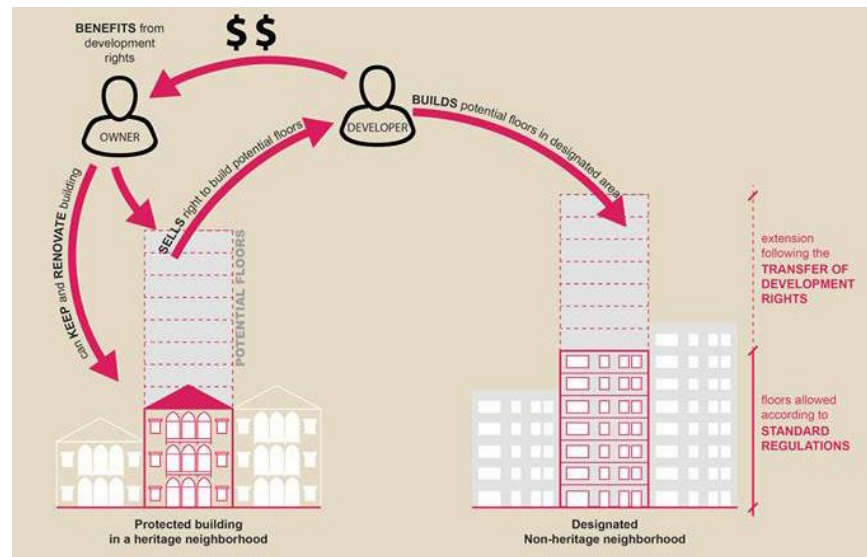 BENEFITS from
development
rights
$ $
OWNER
DEVELOPER
BUILDS potential floors in designated area
SELLS right to build potential floors
can KEEP and RENOVATE building
POTENTIAL FLOORS
extension
following the
TRANSFER OF
DEVELOPMENT
RIGHTS
floors allowed
according to
STANDARD
REGULATIONS
Protected building
in a heritage neighborhood
Designated
Non-heritage neighborhood